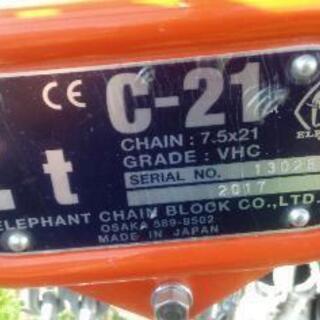 CE C-21
CHAIN : 7.5x21
GRADE : VHC
t
SERIAL NO.
2017
ELEPHANT CHAIN BLOCK CO.,LTD.
OSAKA 589-8502
MADE IN JAPAN